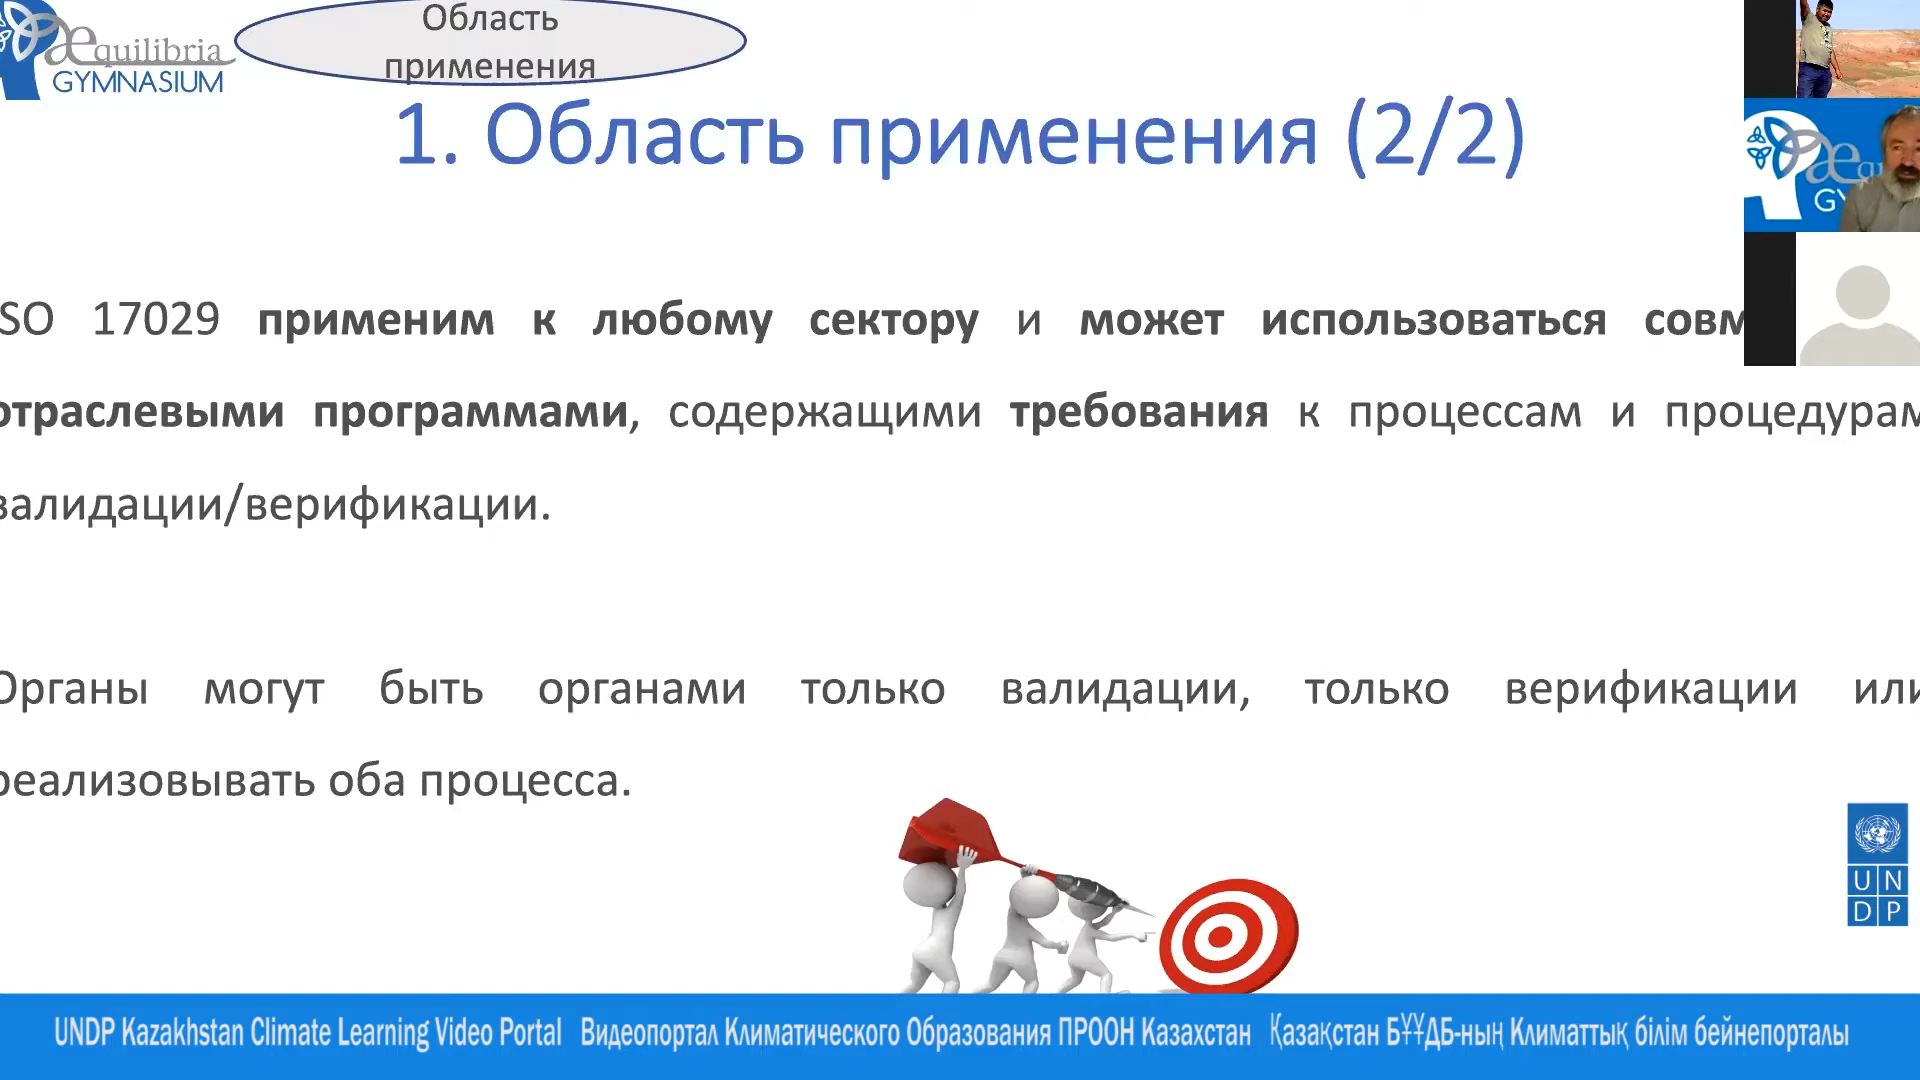 Æquilibria
GYMNASIUM
Область
применения
1. Область применения (2/2)
SO 17029 применим к любому сектору и может использоваться совм
отраслевыми программами, содержащими требования к процессам и процедурам
валидации/верификации.
Органы могут быть органами только валидации, только верификации или
реализовывать оба процесса.
U N
D P
UNDP Kazakhstan Climate Learning Video Portal Видеопортал Климатического Образования ПРООН Казахстан Қазақстан БҰҰДБ-ның Климаттық білім бейнепорталы